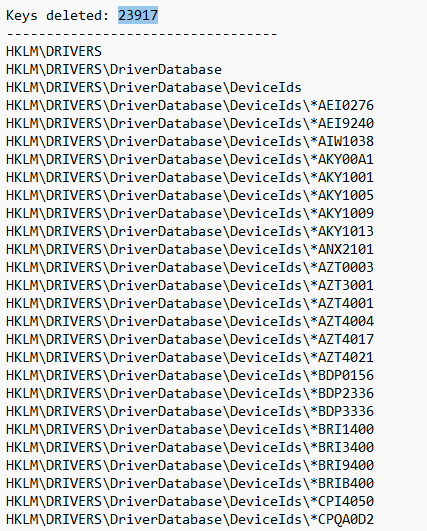 Keys deleted: 23917
----------------------------------
HKLM\DRIVERS
HKLM\DRIVERS\DriverDatabase
HKLM\DRIVERS\DriverDatabase\DeviceIds
HKLM\DRIVERS\DriverDatabase\DeviceIds\*AEI0276
HKLM\DRIVERS\DriverDatabase\DeviceIds\*AEI9240
HKLM\DRIVERS\DriverDatabase\DeviceIds\*AIW1038
HKLM\DRIVERS\DriverDatabase\DeviceIds\*AKY00A1
HKLM\DRIVERS\DriverDatabase\DeviceIds\*AKY1001
HKLM\DRIVERS\DriverDatabase\DeviceIds\*AKY1005
HKLM\DRIVERS\DriverDatabase\DeviceIds\*AKY1009
HKLM\DRIVERS\DriverDatabase\DeviceIds\*AKY1013
HKLM\DRIVERS\DriverDatabase\DeviceIds\*ANX2101
HKLM\DRIVERS\DriverDatabase\DeviceIds\*AZT0003
HKLM\DRIVERS\DriverDatabase\DeviceIds\*AZT3001
HKLM\DRIVERS\DriverDatabase\DeviceIds\*AZT4001
HKLM\DRIVERS\DriverDatabase\DeviceIds\*AZT4004
HKLM\DRIVERS\DriverDatabase\DeviceIds\*AZT4017
HKLM\DRIVERS\DriverDatabase\DeviceIds\*AZT4021
HKLM\DRIVERS\DriverDatabase\DeviceIds\*BDP0156
HKLM\DRIVERS\DriverDatabase\DeviceIds\*BDP2336
HKLM\DRIVERS\DriverDatabase\DeviceIds\*BDP3336
HKLM\DRIVERS\DriverDatabase\DeviceIds\*BRI1400
HKLM\DRIVERS\DriverDatabase\DeviceIds\*BRI3400
HKLM\DRIVERS\DriverDatabase\DeviceIds\*BRI9400
HKLM\DRIVERS\DriverDatabase\DeviceIds\*BRIB400
HKLM\DRIVERS\DriverDatabase\DeviceIds\*CPI4050
HKLM\DRIVERS\DriverDatabase\DeviceIds\*CPQA0D2